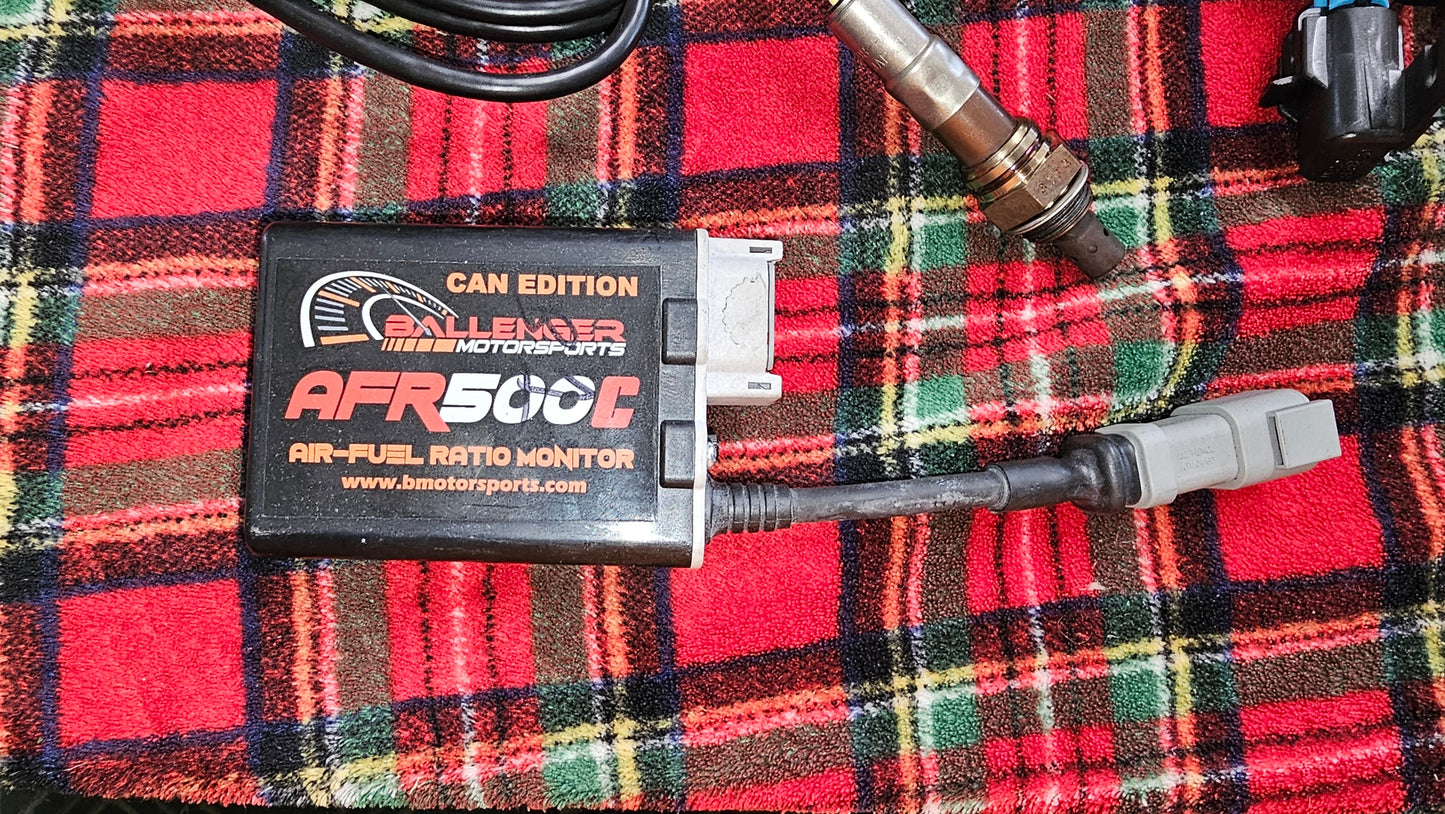 CAN EDITION
BALLENGER
MOTORSPORTS
AFR500C
AIR-FUEL RATIO MONITOR
www.bmotorsports.com